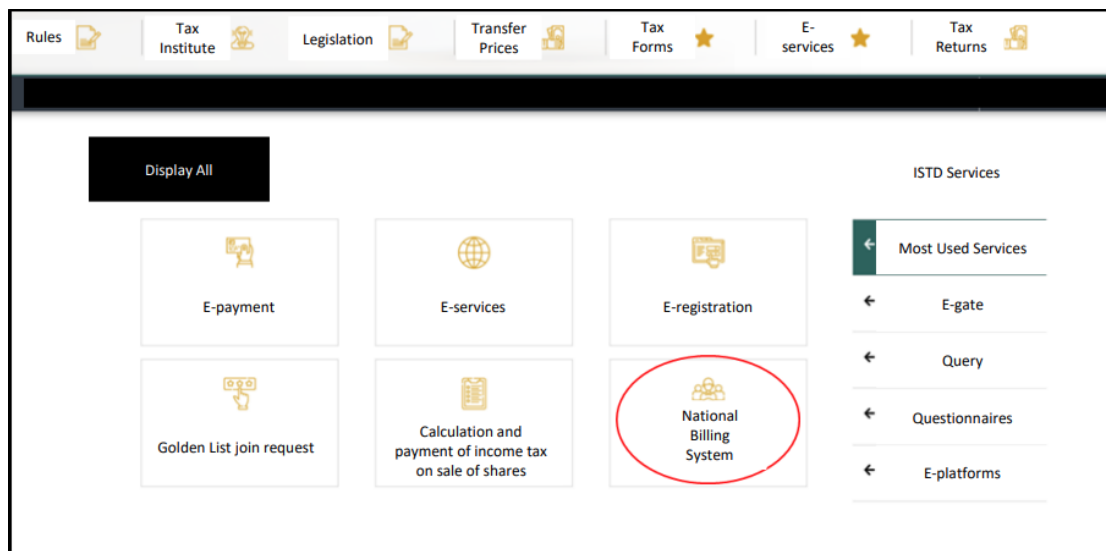 Rules
Tax
Institute
Legislation
Transfer
Prices
Tax
Forms
E-
services
Tax
Returns
Display All
ISTD Services
E-payment
E-services
E-registration
Golden List join request
Calculation and
payment of income tax
on sale of shares
National
Billing
System
Most Used Services
E-gate
Query
Questionnaires
E-platforms